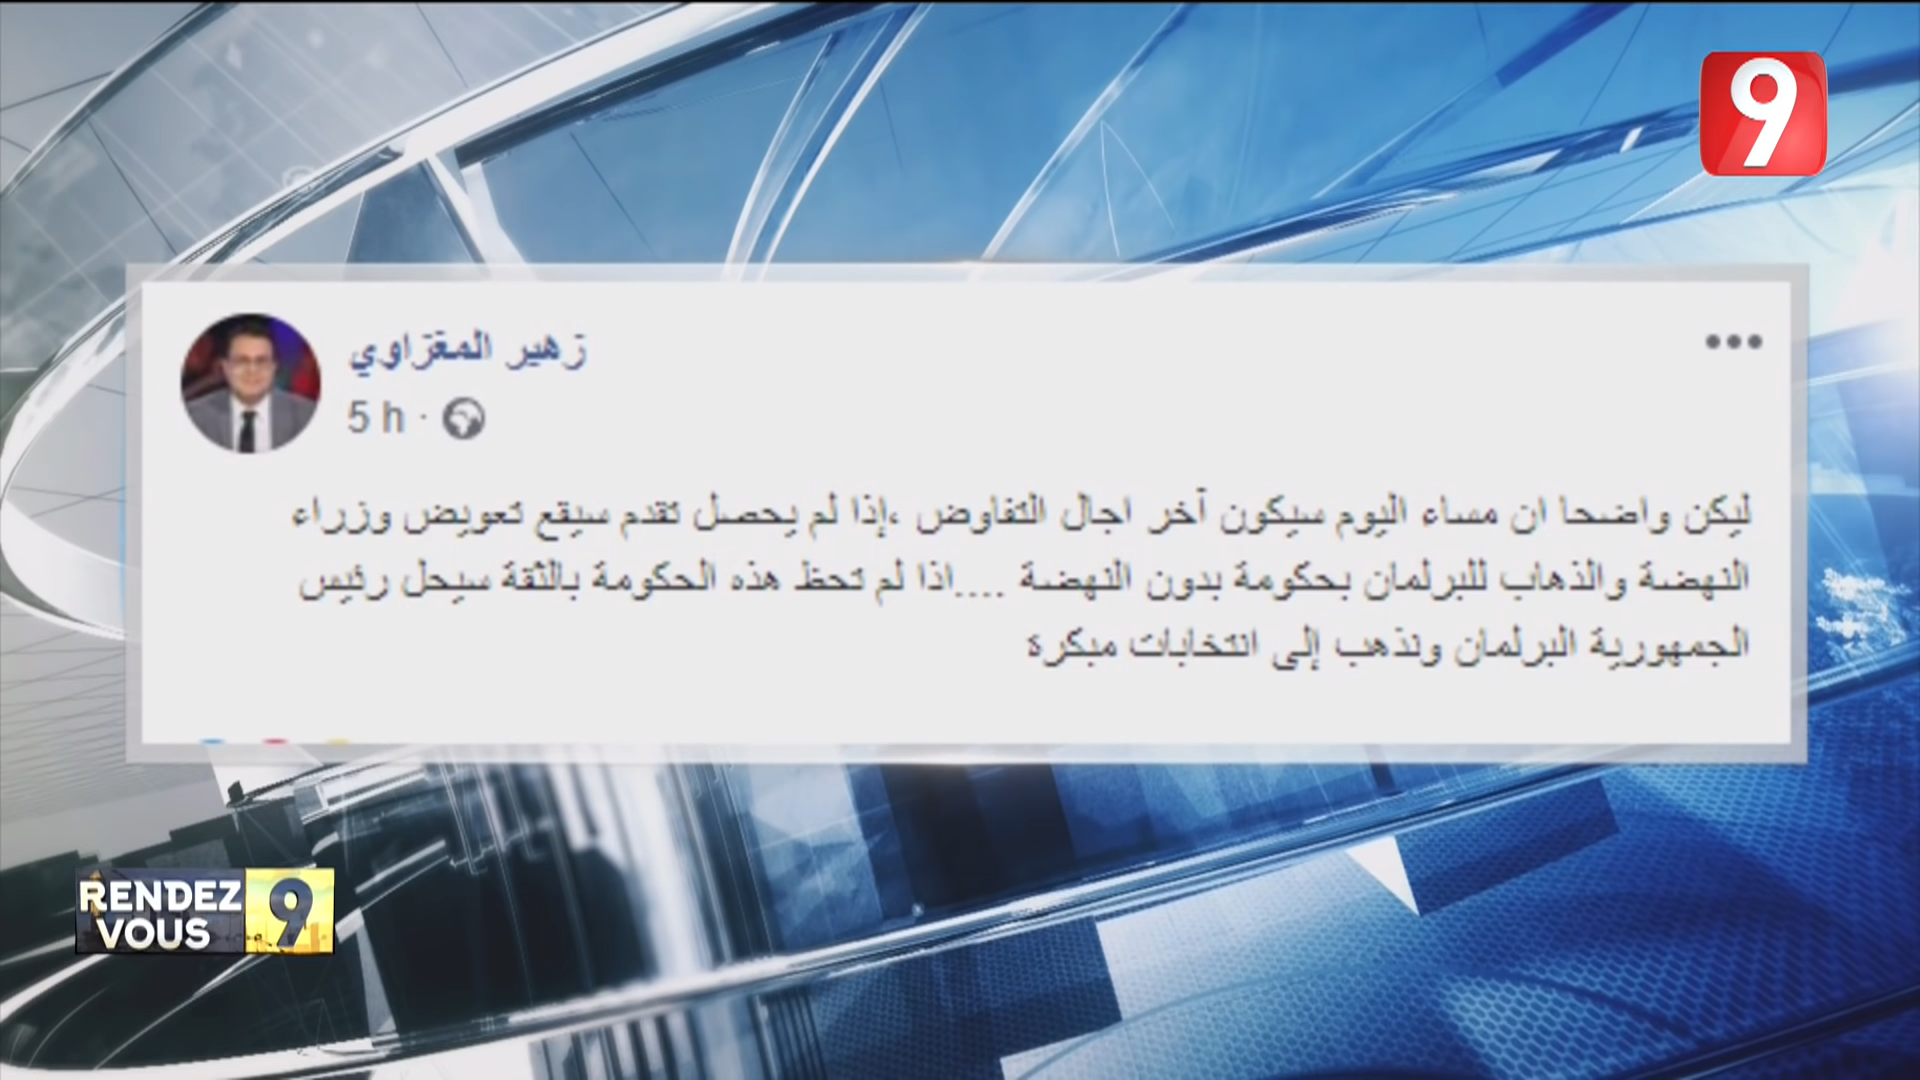 9
زهير المغزاوي
5 h ·
ليكن واضحا ان مساء اليوم سيكون آخر اجال التفاوض ،إذا لم يحصل تقدم سيقع تعويض وزراء
النهضة والذهاب للبرلمان بحكومة بدون النهضة ....اذا لم تحظ هذه الحكومة بالثقة سيحل رئيس
الجمهورية البرلمان ونذهب إلى انتخابات مبكرة
RENDEZ
VOUS 9